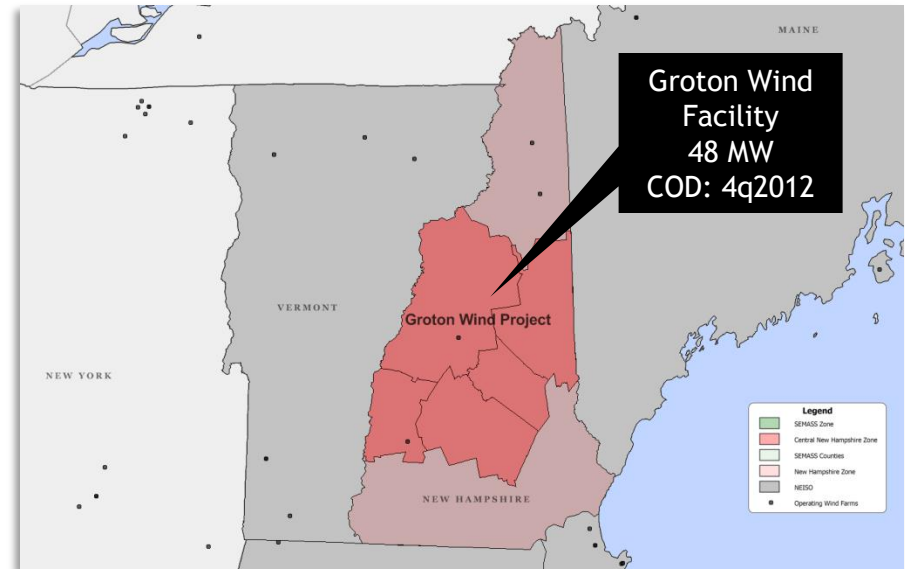 MAINE
Groton Wind
Facility
48 MW
COD: 4q2012
VERMONT
Groton Wind Project
NEW YORK
NEW HAMPSHIRE
Legend
SEMASS Zone
Central New Hampshire Zone
SEMASS Counties
New Hampshire Zone
NEISO
Operating Wind Farms